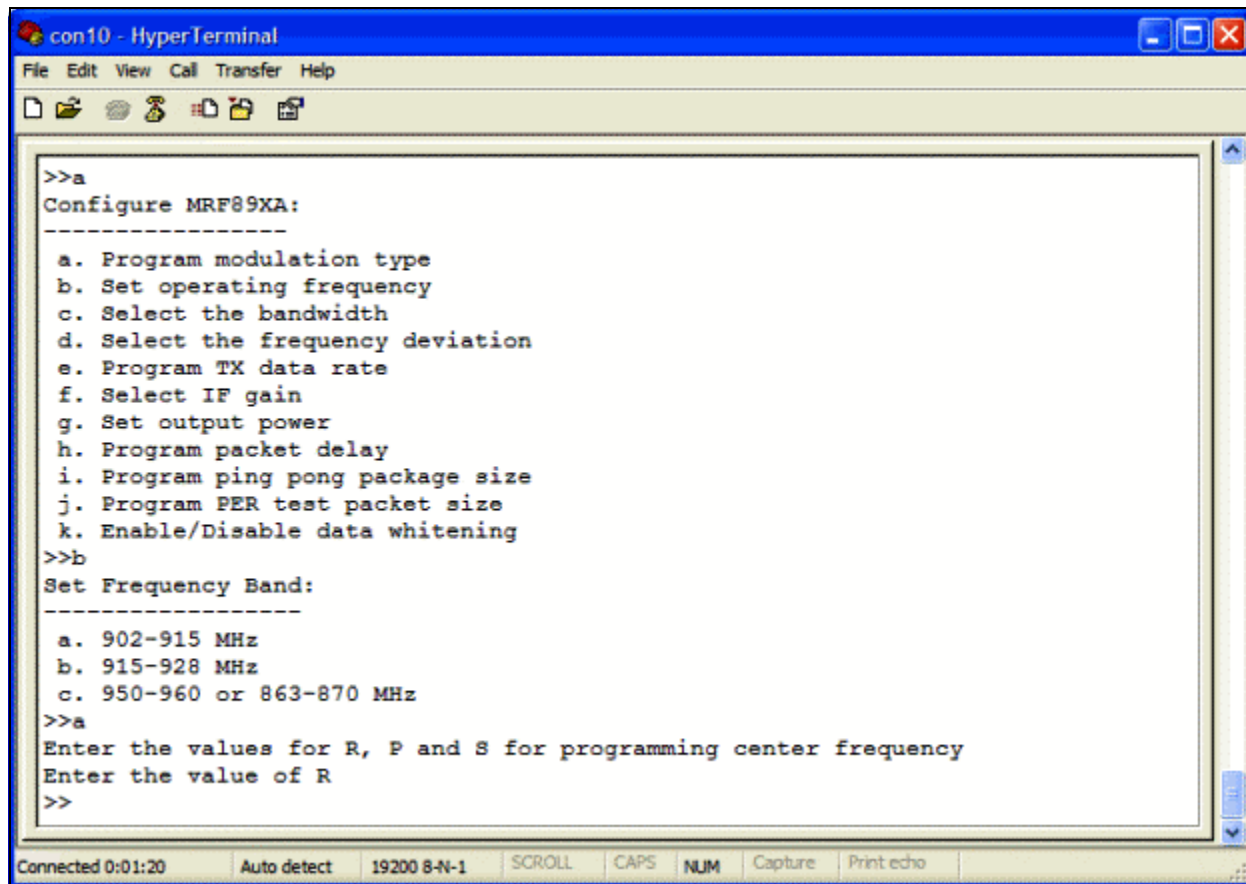 con10 - HyperTerminal
File Edit View Call Transfer Help
>>a
Configure MRF89XA:
-----------------
a. Program modulation type
b. Set operating frequency
c. Select the bandwidth
d. Select the frequency deviation
e. Program TX data rate
f. Select IF gain
g. Set output power
h. Program packet delay
i. Program ping pong package size
j. Program PER test packet size
k. Enable/Disable data whitening
>>b
Set Frequency Band:
------------------
a. 902-915 MHz
b. 915-928 MHz
c. 950-960 or 863-870 MHz
>>a
Enter the values for R, P and S for programming center frequency
Enter the value of R
>>
Connected 0:01:20 Auto detect 19200 8-N-1 SCROLL CAPS NUM Capture Print echo